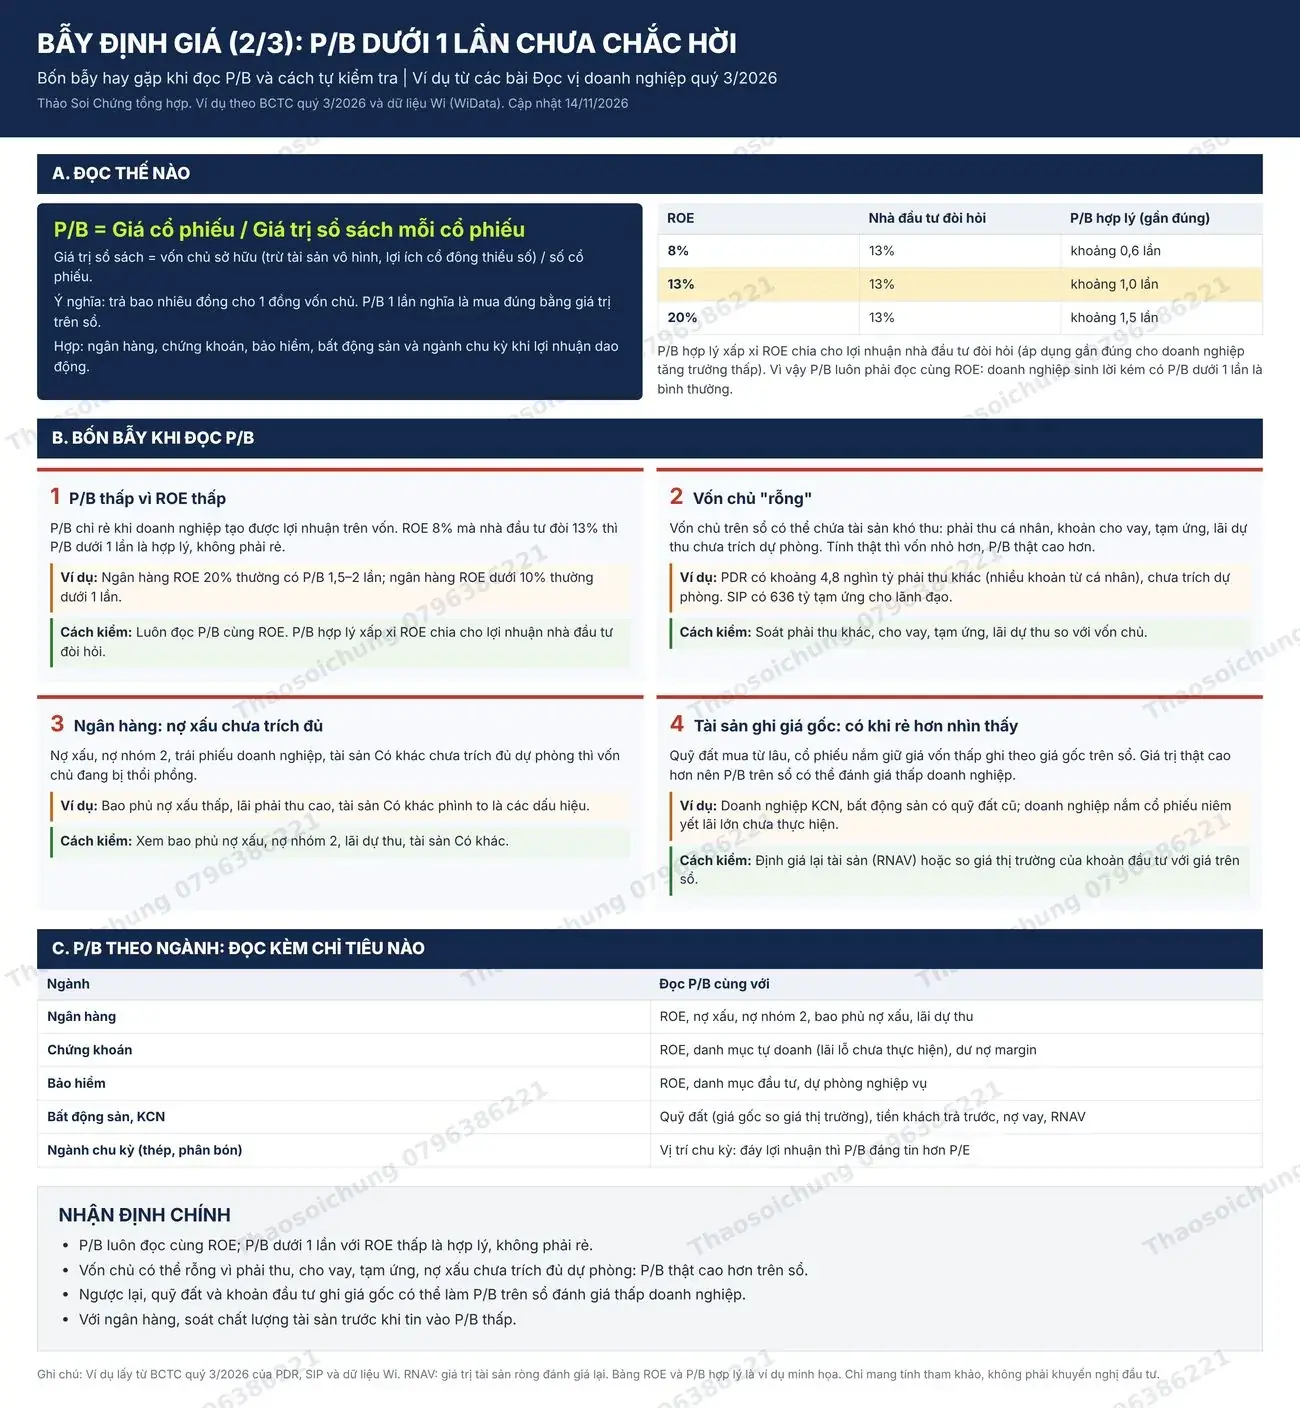 BẪY ĐỊNH GIÁ (2/3): P/B DƯỚI 1 LẦN CHƯA CHẮC HỜI
Bốn bẫy hay gặp khi đọc P/B và cách tự kiểm tra | Ví dụ từ các bài Đọc vị doanh nghiệp quý 3/2026
Thảo Soi Chứng tổng hợp. Ví dụ theo BCTC quý 3/2026 và dữ liệu Wi (WiData). Cập nhật 14/11/2026
A. ĐỌC THẾ NÀO
P/B = Giá cổ phiếu / Giá trị sổ sách mỗi cổ phiếu
Giá trị sổ sách = vốn chủ sở hữu (trừ tài sản vô hình, lợi ích cổ đông thiểu số) / số cổ
phiếu.
Ý nghĩa: trả bao nhiêu đồng cho 1 đồng vốn chủ. P/B 1 lần nghĩa là mua đúng bằng giá trị
trên sổ.
Hợp: ngân hàng, chứng khoán, bảo hiểm, bất động sản và ngành chu kỳ khi lợi nhuận dao
động.
ROE Nhà đầu tư đòi hỏi P/B hợp lý (gần đúng)
8% 13% khoảng 0,6 lần
13% 13% khoảng 1,0 lần
20% 13% khoảng 1,5 lần
P/B hợp lý xấp xỉ ROE chia cho lợi nhuận nhà đầu tư đòi hỏi (áp dụng gần đúng cho doanh nghiệp
tăng trưởng thấp). Vì vậy P/B luôn phải đọc cùng ROE: doanh nghiệp sinh lời kém có P/B dưới 1 lần là
bình thường.
B. BỐN BẪY KHI ĐỌC P/B
1 P/B thấp vì ROE thấp
P/B chỉ rẻ khi doanh nghiệp tạo được lợi nhuận trên vốn. ROE 8% mà nhà đầu tư đòi 13% thì
P/B dưới 1 lần là hợp lý, không phải rẻ.
Ví dụ: Ngân hàng ROE 20% thường có P/B 1,5–2 lần; ngân hàng ROE dưới 10% thường
dưới 1 lần.
Cách kiểm: Luôn đọc P/B cùng ROE. P/B hợp lý xấp xỉ ROE chia cho lợi nhuận nhà đầu tư
đòi hỏi.
2 Vốn chủ "rỗng"
Vốn chủ trên sổ có thể chứa tài sản khó thu: phải thu cá nhân, khoản cho vay, tạm ứng, lãi dự
thu chưa trích dự phòng. Tính thật thì vốn nhỏ hơn, P/B thật cao hơn.
Ví dụ: PDR có khoảng 4,8 nghìn tỷ phải thu khác (nhiều khoản từ cá nhân), chưa trích dự
phòng. SIP có 636 tỷ tạm ứng cho lãnh đạo.
Cách kiểm: Soát phải thu khác, cho vay, tạm ứng, lãi dự thu so với vốn chủ.
3 Ngân hàng: nợ xấu chưa trích đủ
Nợ xấu, nợ nhóm 2, trái phiếu doanh nghiệp, tài sản Có khác chưa trích đủ dự phòng thì vốn
chủ đang bị thổi phồng.
Ví dụ: Bao phủ nợ xấu thấp, lãi phải thu cao, tài sản Có khác phình to là các dấu hiệu.
Cách kiểm: Xem bao phủ nợ xấu, nợ nhóm 2, lãi dự thu, tài sản Có khác.
4 Tài sản ghi giá gốc: có khi rẻ hơn nhìn thấy
Quỹ đất mua từ lâu, cổ phiếu nắm giữ giá vốn thấp ghi theo giá gốc trên sổ. Giá trị thật cao
hơn nên P/B trên sổ có thể đánh giá thấp doanh nghiệp.
Ví dụ: Doanh nghiệp KCN, bất động sản có quỹ đất cũ; doanh nghiệp nắm cổ phiếu niêm
yết lãi lớn chưa thực hiện.
Cách kiểm: Định giá lại tài sản (RNAV) hoặc so giá thị trường của khoản đầu tư với giá trên
sổ.
C. P/B THEO NGÀNH: ĐỌC KÈM CHỈ TIÊU NÀO
Ngành Đọc P/B cùng với
Ngân hàng ROE, nợ xấu, nợ nhóm 2, bao phủ nợ xấu, lãi dự thu
Chứng khoán ROE, danh mục tự doanh (lãi lỗ chưa thực hiện), dư nợ margin
Bảo hiểm ROE, danh mục đầu tư, dự phòng nghiệp vụ
Bất động sản, KCN Quỹ đất (giá gốc so giá thị trường), tiền khách trả trước, nợ vay, RNAV
Ngành chu kỳ (thép, phân bón) Vị trí chu kỳ: đáy lợi nhuận thì P/B đáng tin hơn P/E
NHẬN ĐỊNH CHÍNH
• P/B luôn đọc cùng ROE; P/B dưới 1 lần với ROE thấp là hợp lý, không phải rẻ.
• Vốn chủ có thể rỗng vì phải thu, cho vay, tạm ứng, nợ xấu chưa trích đủ dự phòng: P/B thật cao hơn trên sổ.
• Ngược lại, quỹ đất và khoản đầu tư ghi giá gốc có thể làm P/B trên sổ đánh giá thấp doanh nghiệp.
• Với ngân hàng, soát chất lượng tài sản trước khi tin vào P/B thấp.
Ghi chú: Ví dụ lấy từ BCTC quý 3/2026 của PDR, SIP và dữ liệu Wi. RNAV: giá trị tài sản ròng đánh giá lại. Bảng ROE và P/B hợp lý là ví dụ minh họa. Chỉ mang tính tham khảo, không phải khuyến nghị đầu tư.
Thaosoichung 0796386221